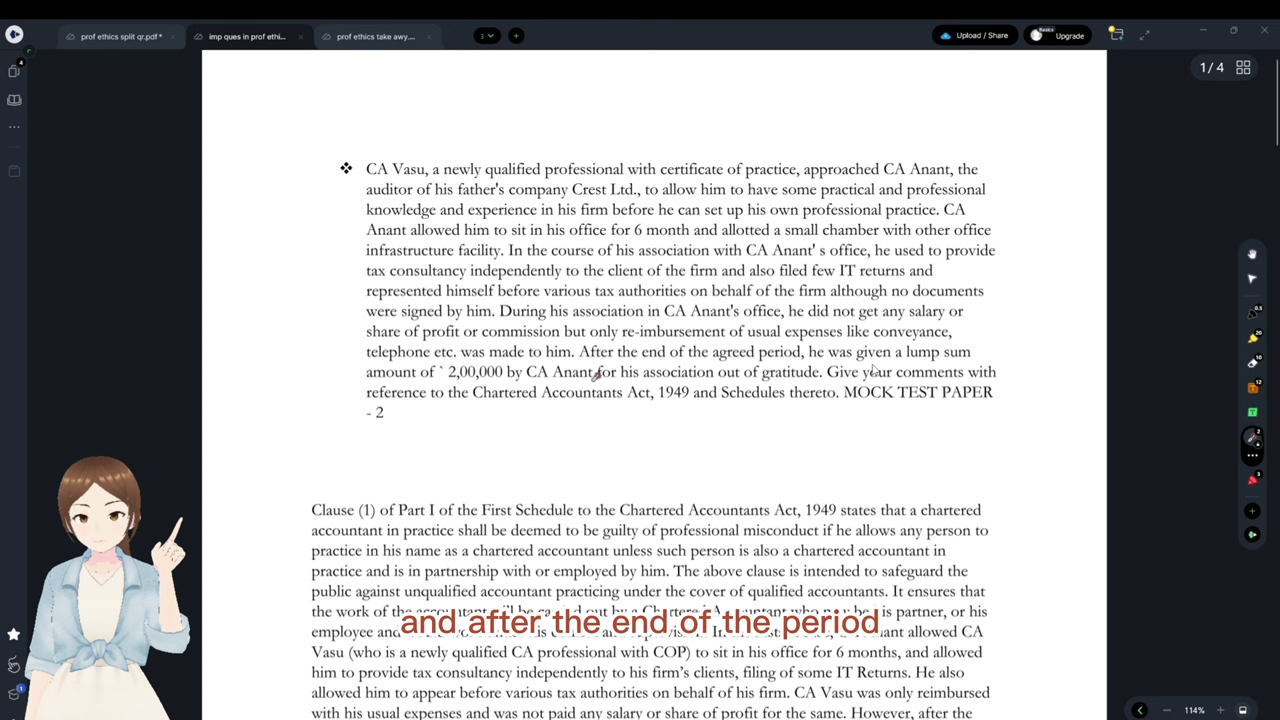 prof ethics split qr.pdf*
imp ques in prof ethi...
prof ethics take awy....
3
Upload / Share
Upgrade
1/4
4
❖ CA Vasu, a newly qualified professional with certificate of practice, approached CA Anant, the
auditor of his father's company Crest Ltd., to allow him to have some practical and professional
knowledge and experience in his firm before he can set up his own professional practice. CA
Anant allowed him to sit in his office for 6 month and allotted a small chamber with other office
infrastructure facility. In the course of his association with CA Anant' s office, he used to provide
tax consultancy independently to the client of the firm and also filed few IT returns and
represented himself before various tax authorities on behalf of the firm although no documents
were signed by him. During his association in CA Anant's office, he did not get any salary or
share of profit or commission but only re-imbursement of usual expenses like conveyance,
telephone etc. was made to him. After the end of the agreed period, he was given a lump sum
amount of ` 2,00,000 by CA Anant for his association out of gratitude. Give your comments with
reference to the Chartered Accountants Act, 1949 and Schedules thereto. MOCK TEST PAPER
- 2
Clause (1) of Part I of the First Schedule to the Chartered Accountants Act, 1949 states that a chartered
accountant in practice shall be deemed to be guilty of professional misconduct if he allows any person to
practice in his name as a chartered accountant unless such person is also a chartered accountant in
practice and is in partnership with or employed by him. The above clause is intended to safeguard the
public against unqualified accountant practicing under the cover of qualified accountants. It ensures that
the work of the is partner, or his
and after the end of the period
employee and nant allowed CA
Vasu (who is a newly qualified CA professional with COP) to sit in his office for 6 months, and allowed
him to provide tax consultancy independently to his firm's clients, filing of some IT Returns. He also
allowed him to appear before various tax authorities on behalf of his firm. CA Vasu was only reimbursed
with his usual expenses and was not paid any salary or share of profit for the same. However, after the
114%